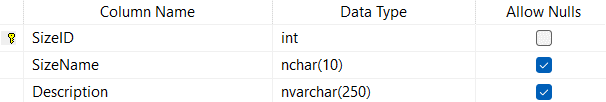 Column Name Data Type Allow Nulls
SizeID int
SizeName nchar(10)
Description nvarchar(250)